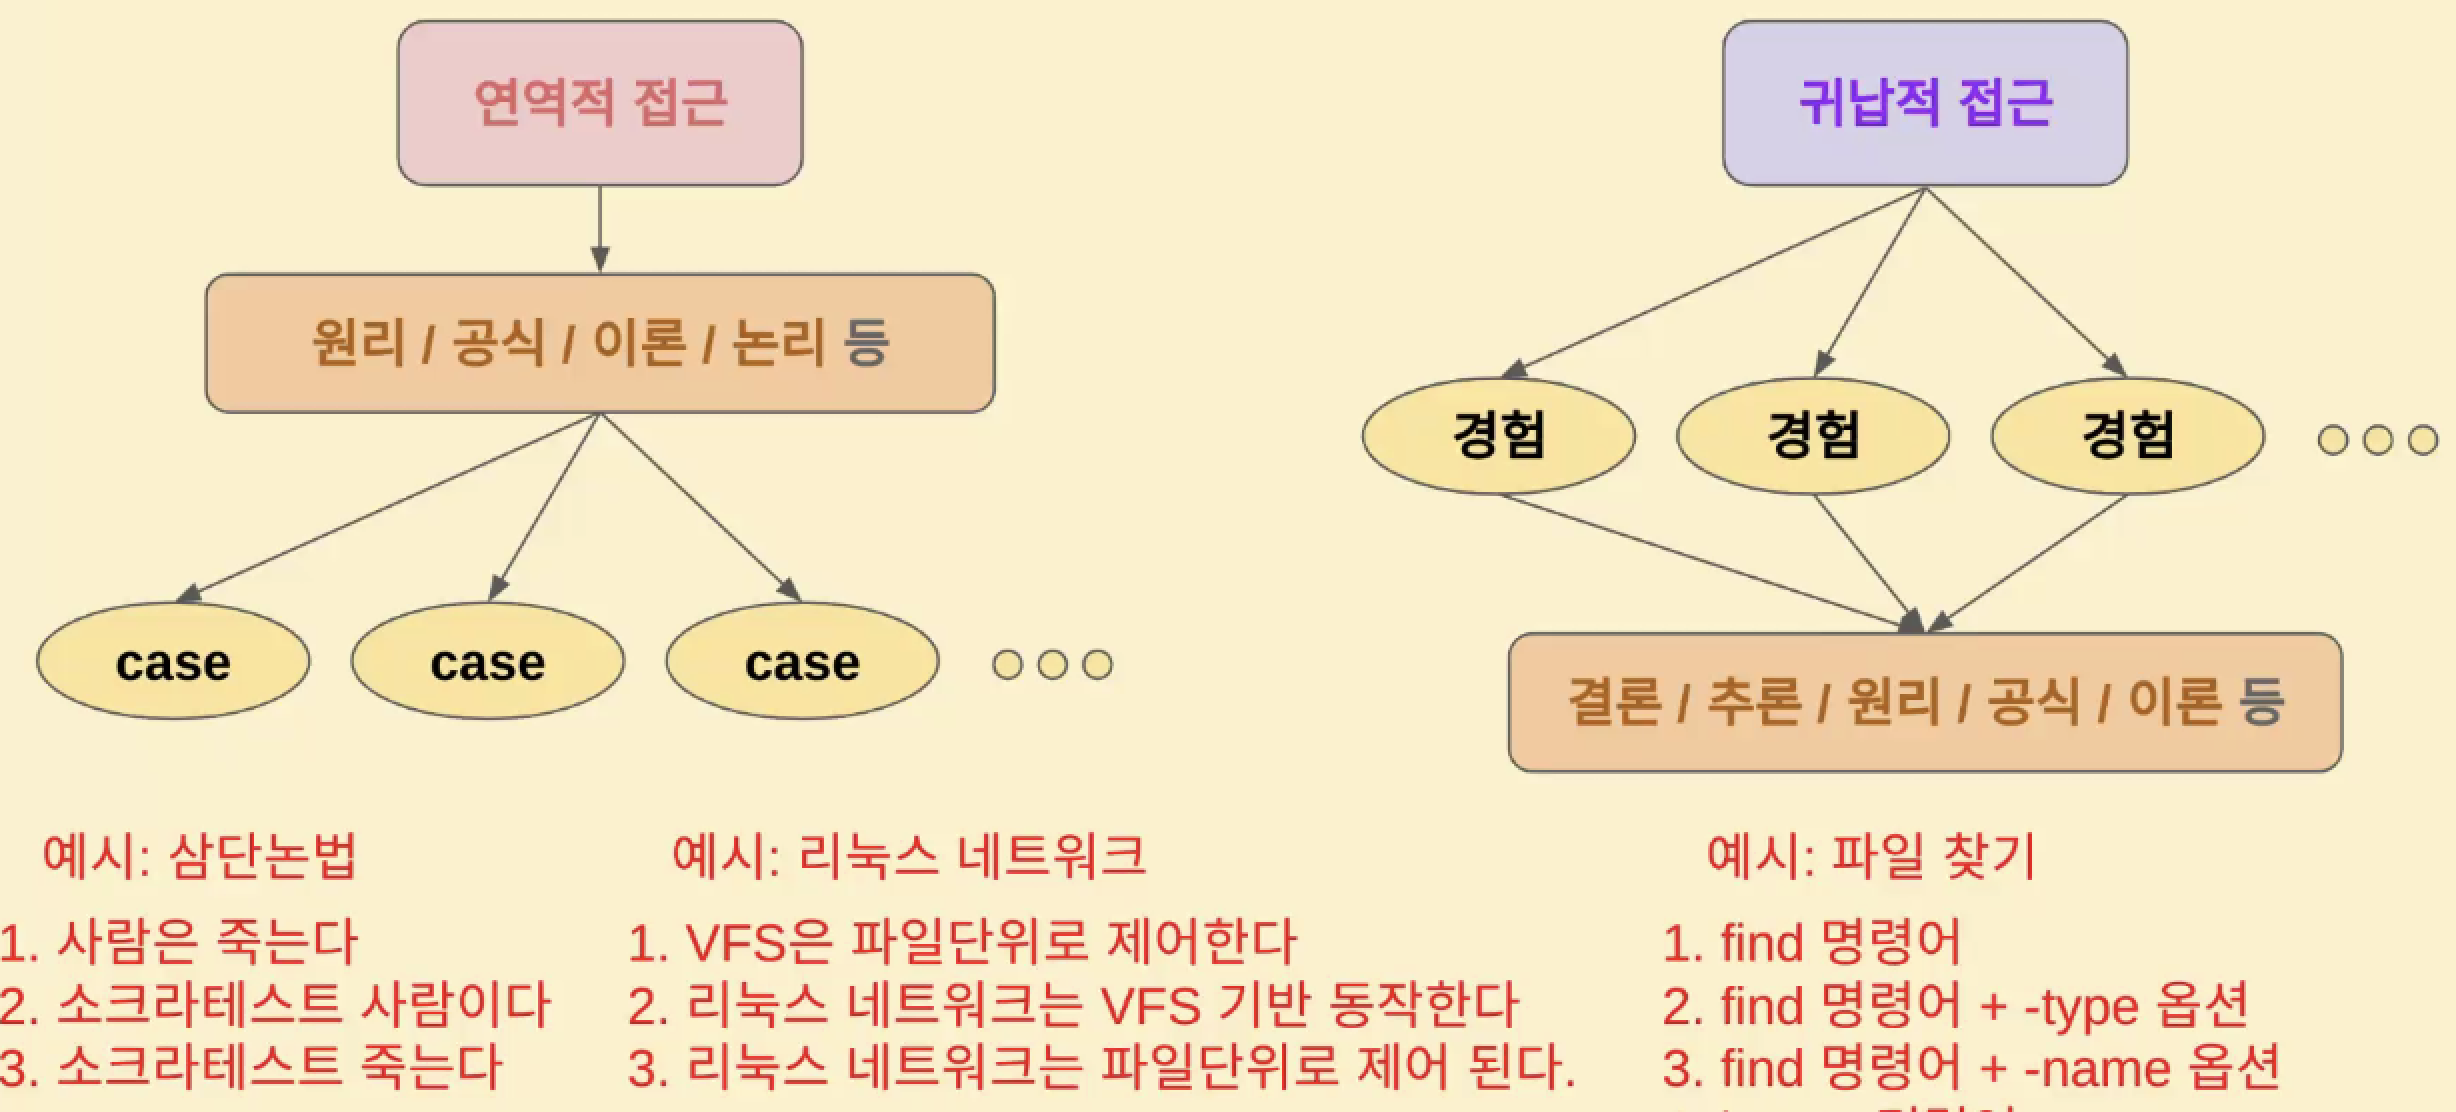 연역적 접근
원리 / 공식 / 이론 / 논리 등
case
case
case
귀납적 접근
경험
경험
경험
결론 / 추론 / 원리 / 공식 / 이론 등
예시: 삼단논법
1. 사람은 죽는다
2. 소크라테스트 사람이다
3. 소크라테스트 죽는다
예시: 리눅스 네트워크
1. VFS은 파일단위로 제어한다
2. 리눅스 네트워크는 VFS 기반 동작한다
3. 리눅스 네트워크는 파일단위로 제어 된다.
예시: 파일 찾기
1. find 명령어
2. find 명령어 + -type 옵션
3. find 명령어 + -name 옵션